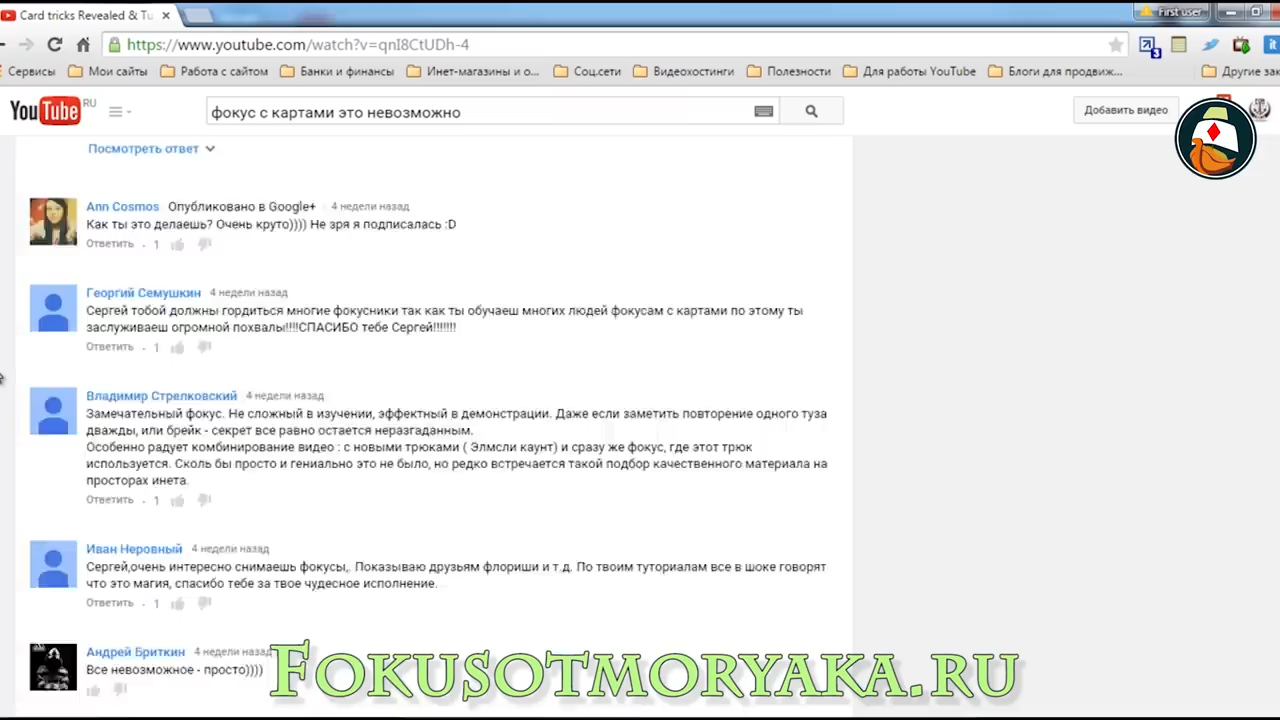 Card tricks Revealed & Tu
First user
https://www.youtube.com/watch?v=qnI8CtUDh-4
3
Сервисы
Мои сайты
Работа с сайтом
Банки и финансы
Инет-магазины и о...
Соц.сети
Видеохостинги
Полезности
Для работы YouTube
Блоги для продвиж...
Другие зак
YouTube RU
фокус с картами это невозможно
Добавить видео
Посмотреть ответ
Ann Cosmos Опубликовано в Google+ 4 недели назад
Как ты это делаешь? Очень круто)))) Не зря я подписалась :D
Ответить · 1
Георгий Семушкин 4 недели назад
Сергей тобой должны гордиться многие фокусники так как ты обучаеш многих людей фокусам с картами по этому ты
заслуживаеш огромной похвалы!!!!СПАСИБО тебе Сергей!!!!!!!
Ответить · 1
Владимир Стрелковский 4 недели назад
Замечательный фокус. Не сложный в изучении, эффектный в демонстрации. Даже если заметить повторение одного туза
дважды, или брейк - секрет все равно остается неразгаданным.
Особенно радует комбинирование видео : с новыми трюками ( Элмсли каунт) и сразу же фокус, где этот трюк
используется. Сколь бы просто и гениально это не было, но редко встречается такой подбор качественного материала на
просторах инета.
Ответить · 1
Иван Неровный 4 недели назад
Сергей,очень интересно снимаешь фокусы,. Показываю друзьям флориши и т.д. По твоим туториалам все в шоке говорят
что это магия, спасибо тебе за твое чудесное исполнение.
Ответить · 1
Андрей Бриткин 4 недели назад
Все невозможное - просто))))
Fokusotmoryaka.ru